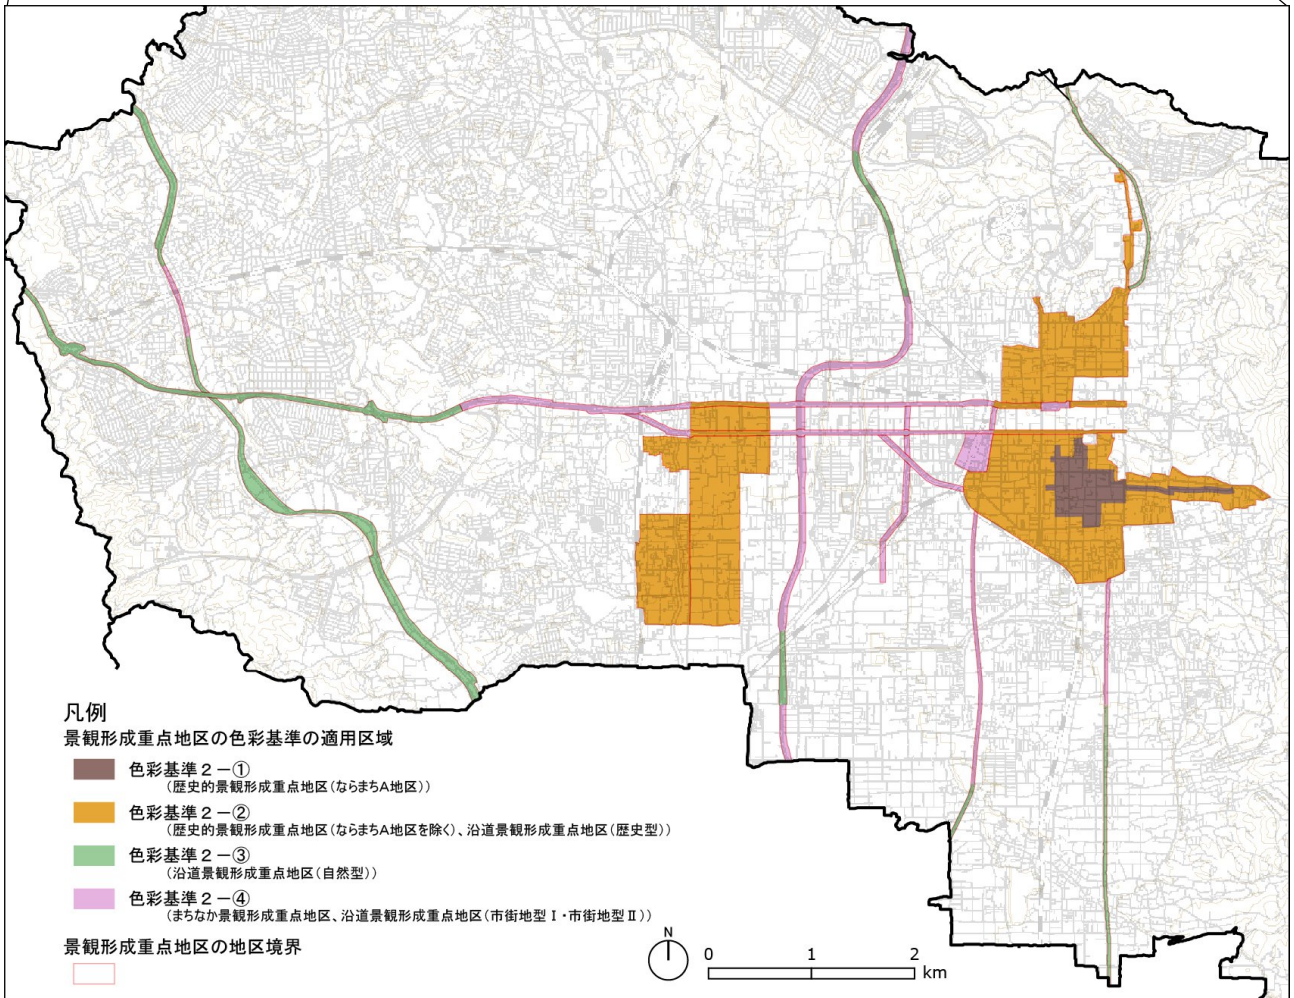 凡例
景観形成重点地区の色彩基準の適用区域
色彩基準2-①
(歴史的景観形成重点地区(ならまちA地区))
色彩基準2-②
(歴史的景観形成重点地区(ならまちA地区を除く)、沿道景観形成重点地区(歴史型))
色彩基準2-③
(沿道景観形成重点地区(自然型))
色彩基準2-④
(まちなか景観形成重点地区、沿道景観形成重点地区(市街地型Ⅰ・市街地型Ⅱ))
景観形成重点地区の地区境界
N
0 1 2
km